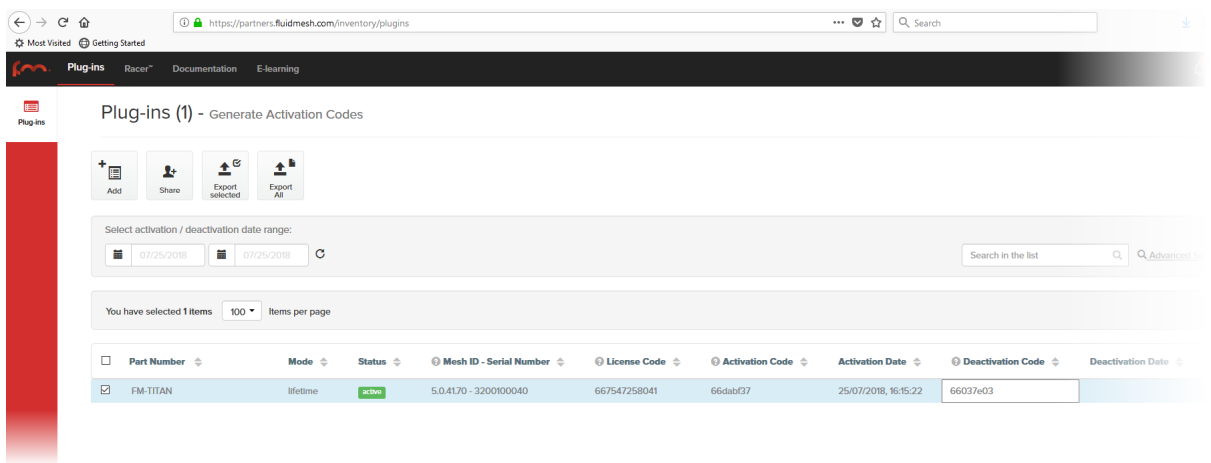 https://partners.fluidmesh.com/inventory/plugins
Search
Most Visited Getting Started
fm Plug-ins Racer™ Documentation E-learning
Plug-ins
Plug-ins (1) - Generate Activation Codes
Add
Share
Export selected
Export All
Select activation / deactivation date range:
07/25/2018 07/25/2018 Search in the list Advanced
You have selected 1 items 100 Items per page
Part Number Mode Status Mesh ID - Serial Number License Code Activation Code Activation Date Deactivation Code Deactivation Date
FM-TITAN lifetime active 5.0.41.70 - 3200100040 667547258041 66dabf37 25/07/2018, 16:15:22 66037e03